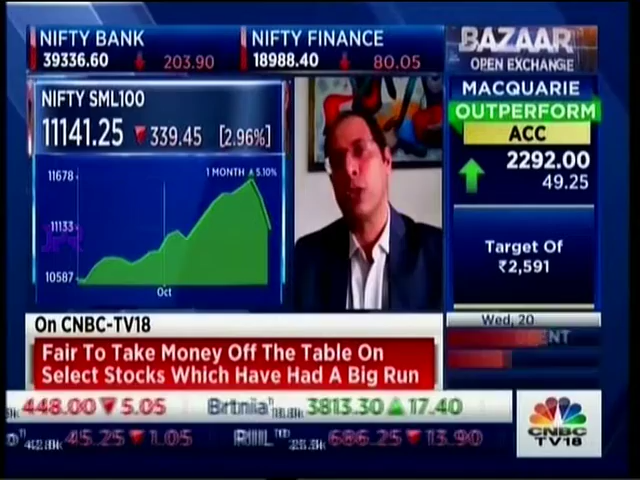 NIFTY BANK
39336.60 203.90
NIFTY FINANCE
18988.40 80.05
BAZAAR
OPEN EXCHANGE
NIFTY SML100
11141.25 339.45 [2.96%]
1 MONTH ▲5.10%
11678
11133
10587
Oct
MACQUARIE
OUTPERFORM
ACC
2292.00
49.25
Target Of
₹2,591
Wed, 20
On CNBC-TV18
Fair To Take Money Off The Table On
Select Stocks Which Have Had A Big Run
448.00 ▼ 5.05 Brtnia 3813.30 ▲ 17.40
45.25 ▼ 1.05 RIIL 686.25 ▼ 13.90
CNBC
TV18